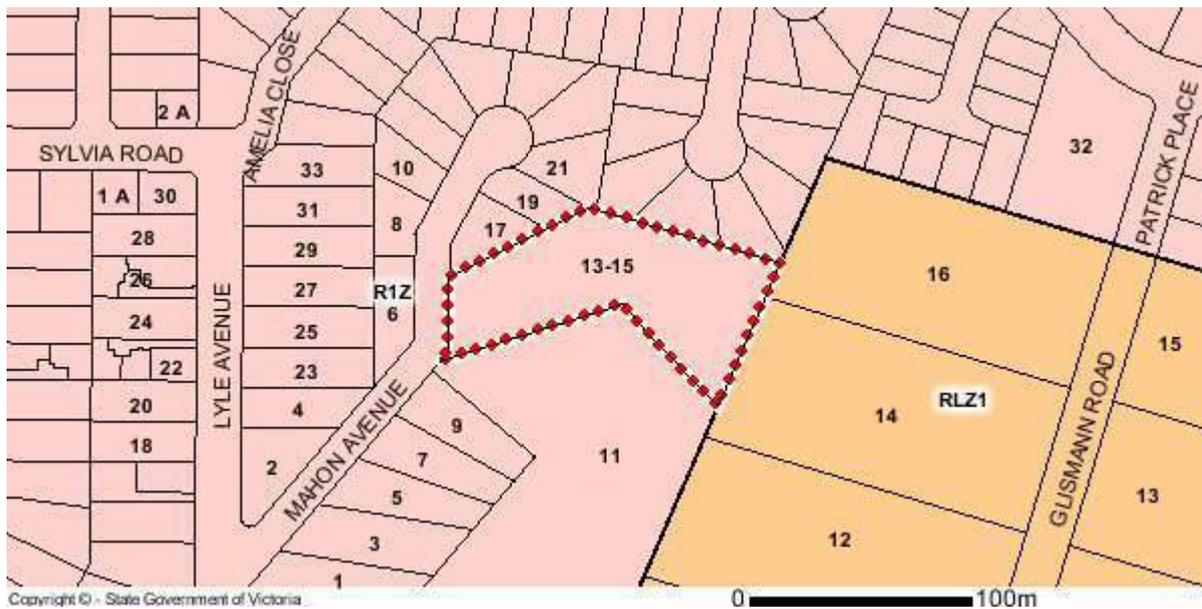 2 A
AMELIA CLOSE
SYLVIA ROAD
32
PATRICK PLACE
33
10
21
1 A
30
31
8
19
28
29
17
13-15
16
26
27
R1Z
6
24
25
15
LYLE AVENUE
22
23
20
4
9
14
RLZ1
GLISMANN ROAD
18
2
MAHON AVENUE
7
11
5
13
3
12
1
Copyright © - State Government of Victoria
0
100m